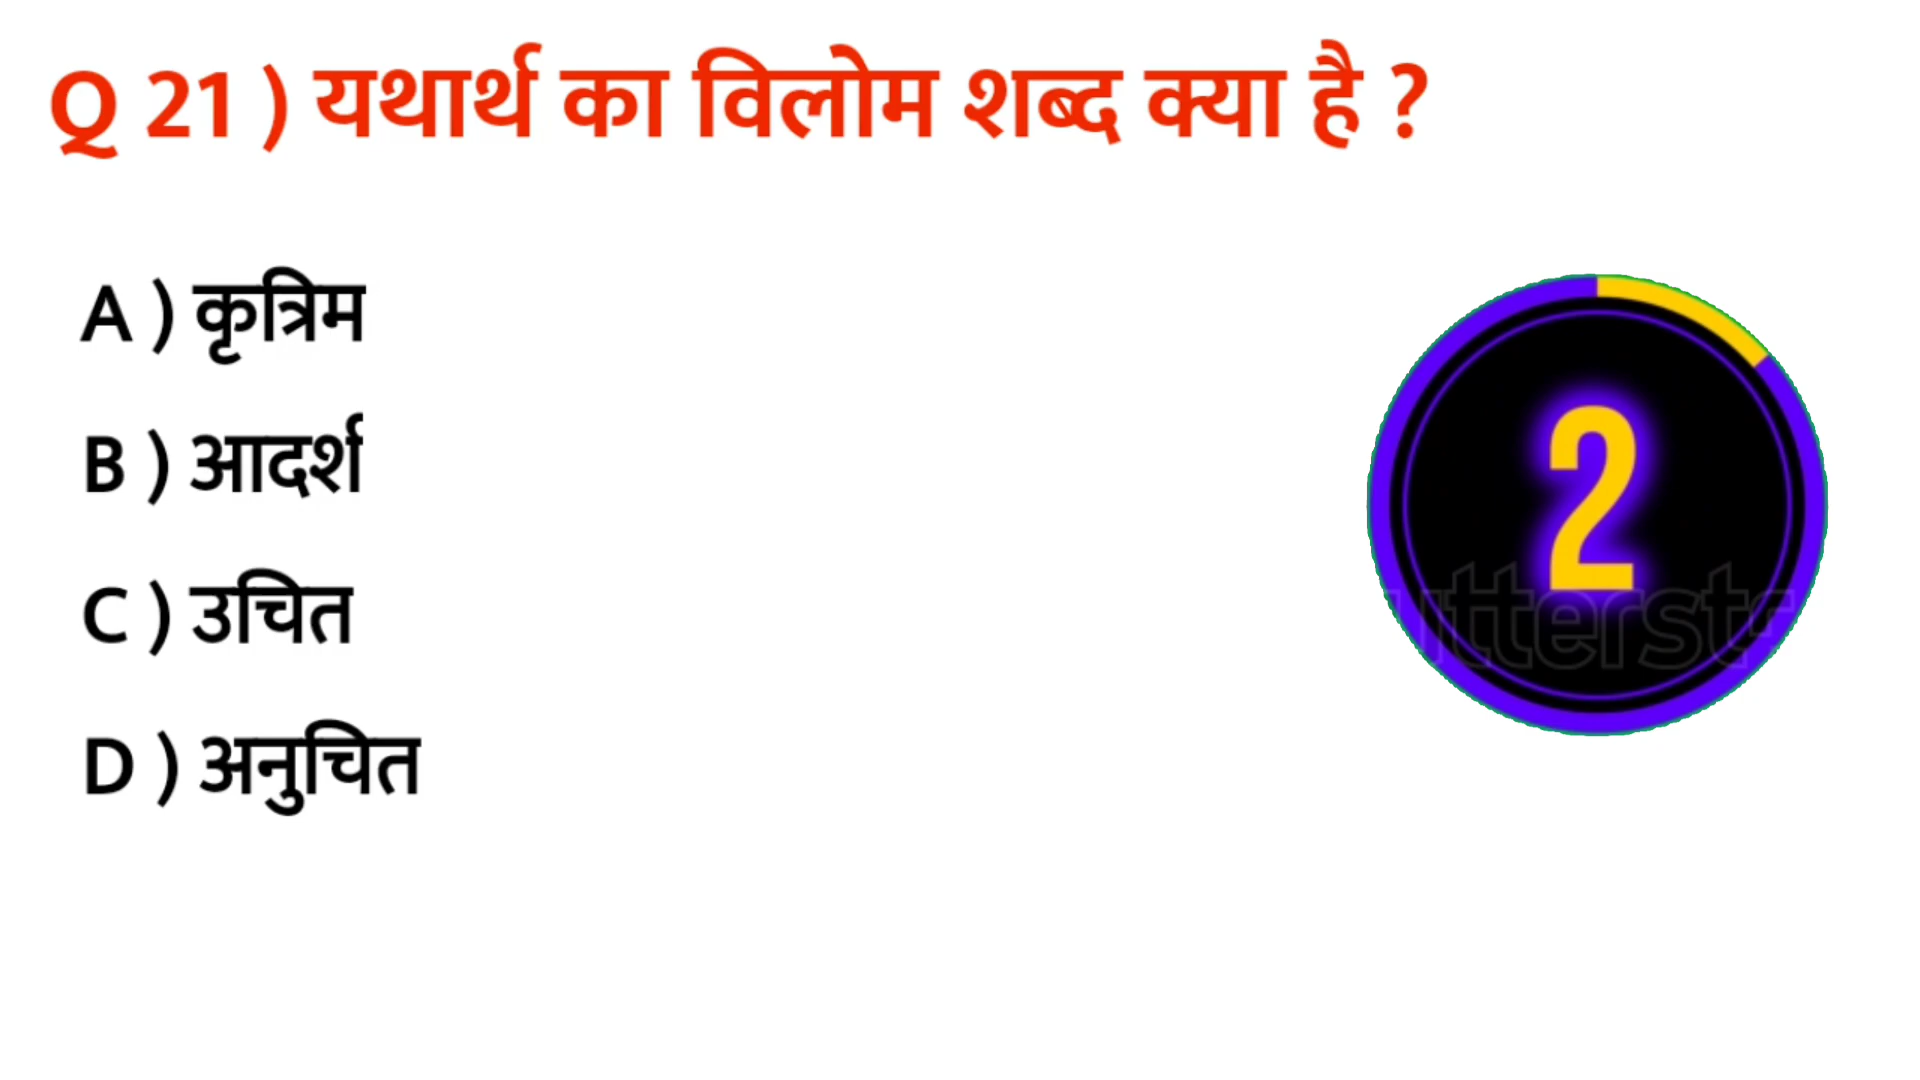 Q 21 ) यथार्थ का विलोम शब्द क्या है ?
A ) कृत्रिम
B ) आदर्श
C ) उचित
D ) अनुचित
2